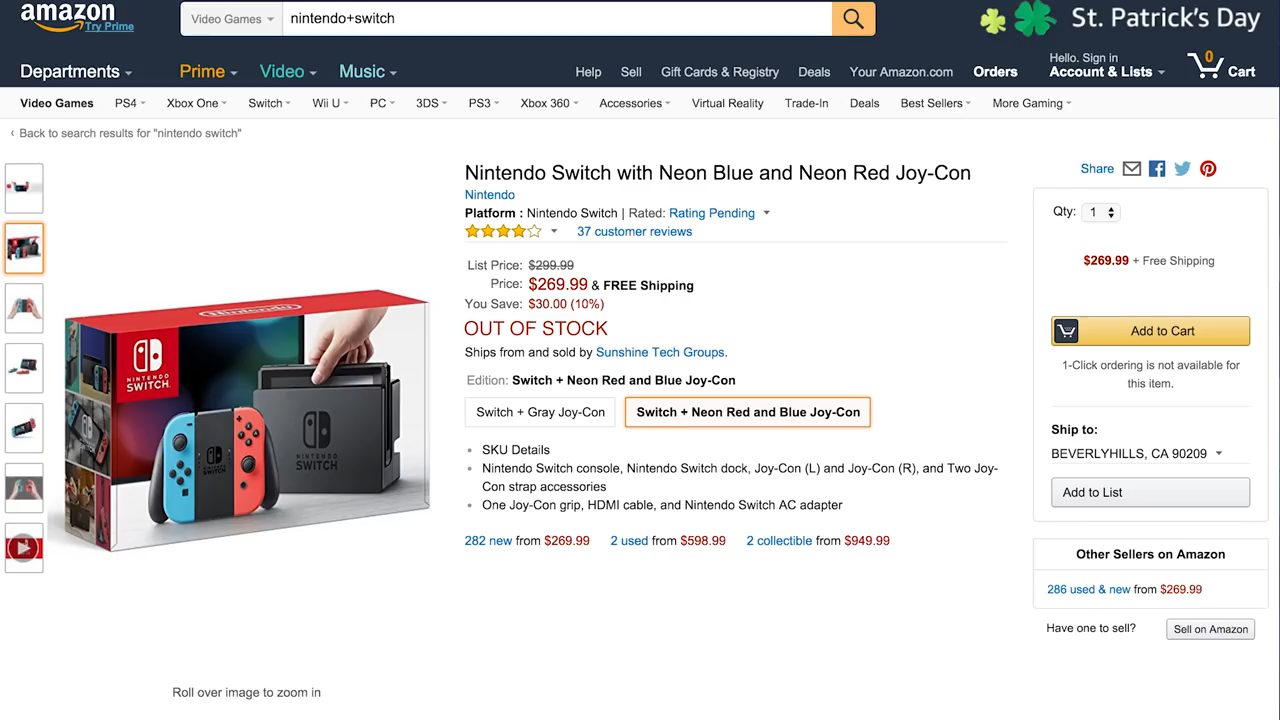 amazon
Try Prime
Video Games
nintendo+switch
St. Patrick's Day
Departments
Prime
Video
Music
Help
Sell
Gift Cards & Registry
Deals
Your Amazon.com
Orders
Hello. Sign in
Account & Lists
0
Cart
Video Games
PS4
Xbox One
Switch
Wii U
PC
3DS
PS3
Xbox 360
Accessories
Virtual Reality
Trade-In
Deals
Best Sellers
More Gaming
‹ Back to search results for "nintendo switch"
Nintendo
NINTENDO
SWITCH
NINTENDO
SWITCH
Roll over image to zoom in
Nintendo Switch with Neon Blue and Neon Red Joy-Con
Nintendo
Platform : Nintendo Switch | Rated: Rating Pending
37 customer reviews
List Price: $299.99
Price: $269.99 & FREE Shipping
You Save: $30.00 (10%)
OUT OF STOCK
Ships from and sold by Sunshine Tech Groups.
Edition: Switch + Neon Red and Blue Joy-Con
Switch + Gray Joy-Con
Switch + Neon Red and Blue Joy-Con
• SKU Details
• Nintendo Switch console, Nintendo Switch dock, Joy-Con (L) and Joy-Con (R), and Two Joy-
Con strap accessories
• One Joy-Con grip, HDMI cable, and Nintendo Switch AC adapter
282 new from $269.99
2 used from $598.99
2 collectible from $949.99
Share
Qty: 1
$269.99 + Free Shipping
Add to Cart
1-Click ordering is not available for
this item.
Ship to:
BEVERLYHILLS, CA 90209
Add to List
Other Sellers on Amazon
286 used & new from $269.99
Have one to sell?
Sell on Amazon